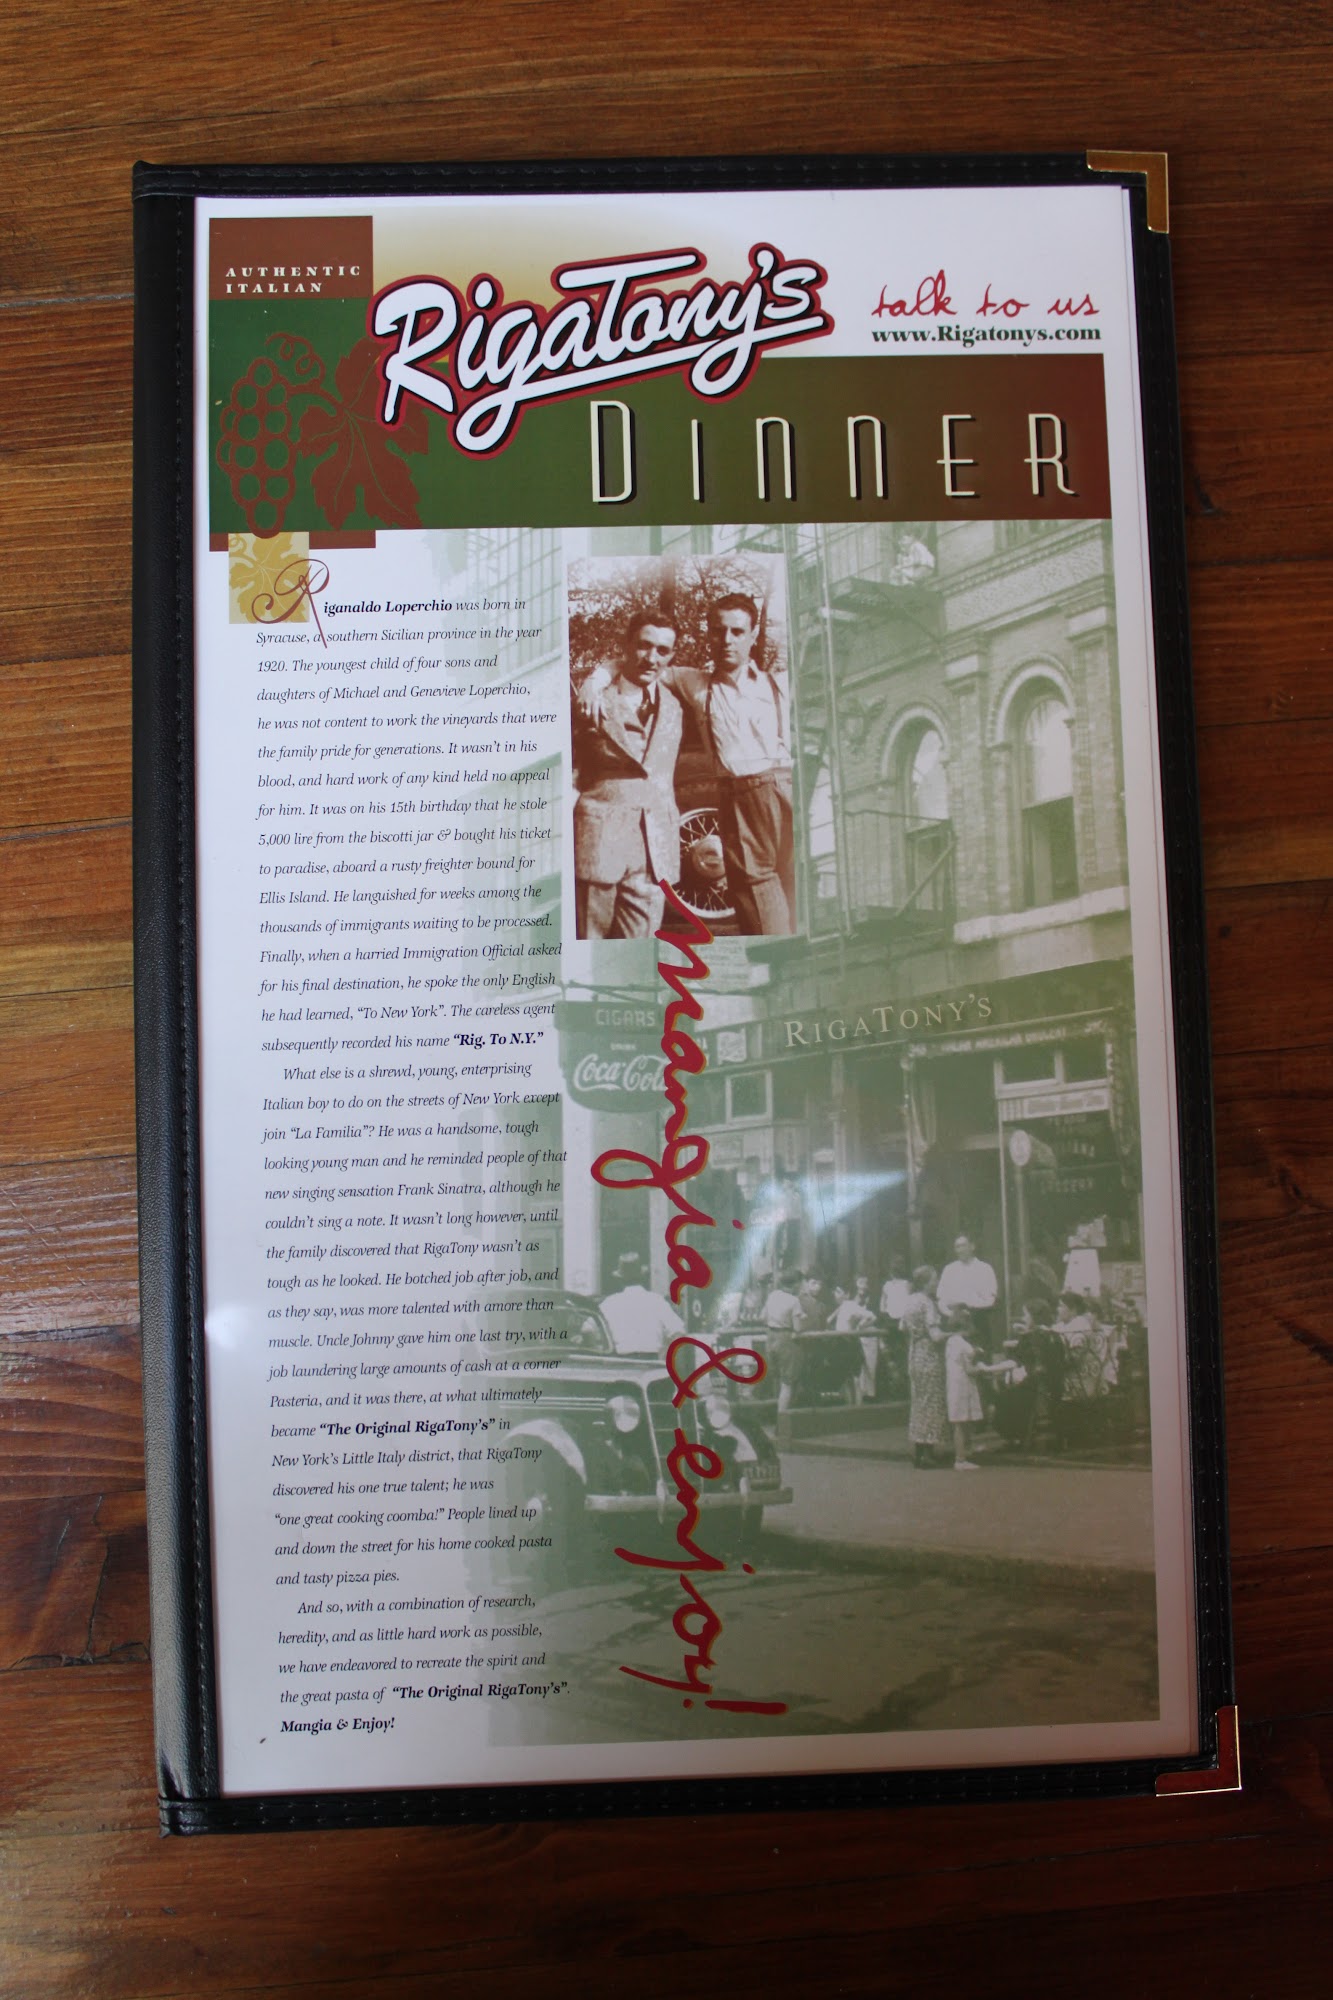 AUTHENTIC
ITALIAN
RigaTony's
talk to us
www.Rigatonys.com
DINNER
Riganaldo Loperchio was born in
Syracuse, a southern Sicilian province in the year
1920. The youngest child of four sons and
daughters of Michael and Genevieve Loperchio,
he was not content to work the vineyards that were
the family pride for generations. It wasn't in his
blood, and hard work of any kind held no appeal
for him. It was on his 15th birthday that he stole
5,000 lire from the biscotti jar & bought his ticket
to paradise, aboard a rusty freighter bound for
Ellis Island. He languished for weeks among the
thousands of immigrants waiting to be processed.
Finally, when a harried Immigration Official asked
for his final destination, he spoke the only English
he had learned, "To New York". The careless agent
subsequently recorded his name "Rig. To N.Y."
What else is a shrewd, young, enterprising
Italian boy to do on the streets of New York except
join "La Familia"? He was a handsome, tough
looking young man and he reminded people of that
new singing sensation Frank Sinatra, although he
couldn't sing a note. It wasn't long however, until
the family discovered that RigaTony wasn't as
tough as he looked. He botched job after job, and
as they say, was more talented with amore than
muscle. Uncle Johnny gave him one last try, with a
job laundering large amounts of cash at a corner
Pasteria, and it was there, at what ultimately
became "The Original RigaTony's" in
New York's Little Italy district, that RigaTony
discovered his one true talent; he was
"one great cooking coomba!" People lined up
and down the street for his home cooked pasta
and tasty pizza pies.
And so, with a combination of research,
heredity, and as little hard work as possible,
we have endeavored to recreate the spirit and
the great pasta of "The Original RigaTony's".
Mangia & Enjoy!
mangia & enjoy!
CIGARS
DRINK
Coca-Cola
RIGATONY'S
GROCERY